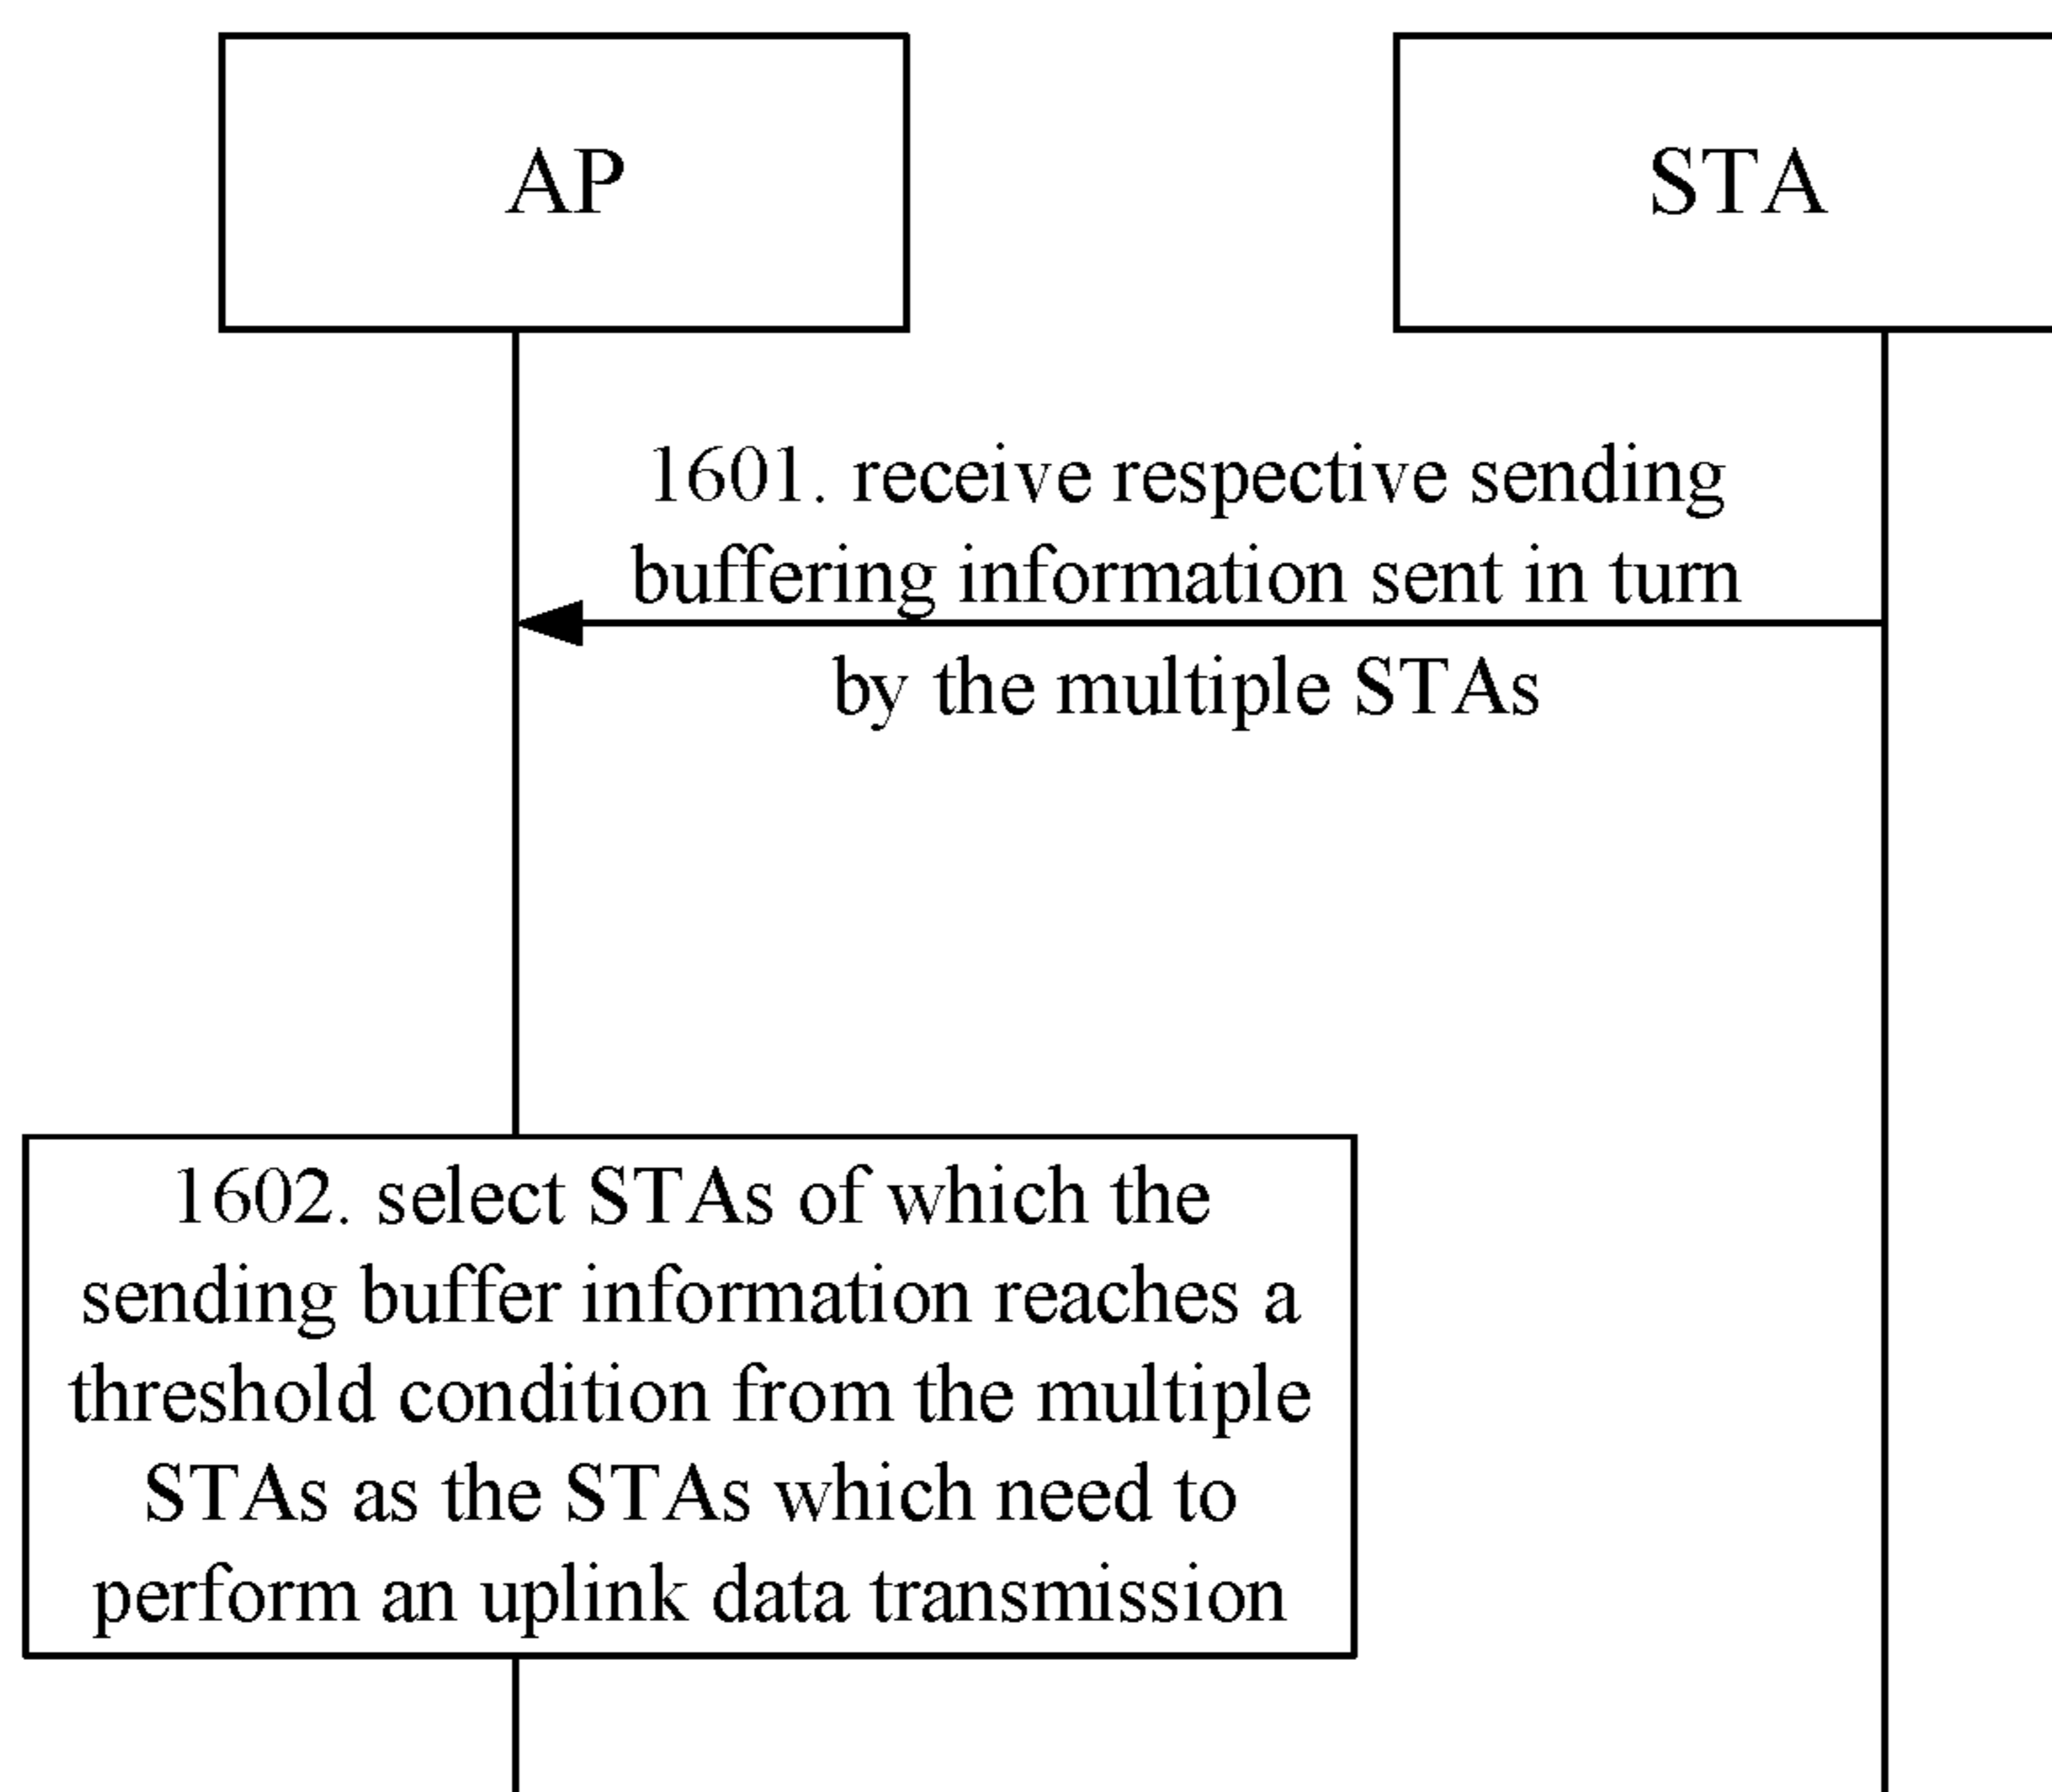 AP
STA
1601. receive respective sending
buffering information sent in turn
by the multiple STAs
1602. select STAs of which the
sending buffer information reaches a
threshold condition from the multiple
STAs as the STAs which need to
perform an uplink data transmission